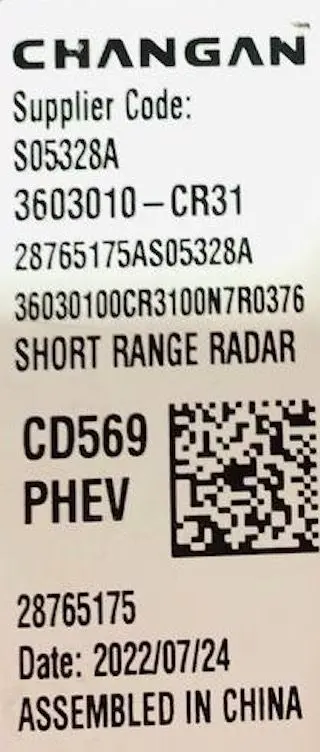 CHANGAN
Supplier Code:
S05328A
3603010-CR31
28765175AS05328A
36030100CR3100N7R0376
SHORT RANGE RADAR
CD569
PHEV
28765175
Date: 2022/07/24
ASSEMBLED IN CHINA